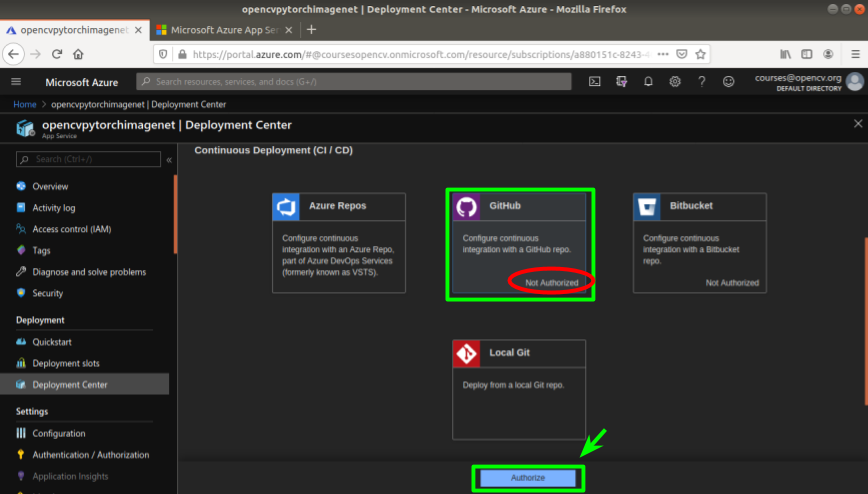 opencvpytorchimagenet | Deployment Center - Microsoft Azure - Mozilla Firefox
opencvpytorchimagenet
Microsoft Azure App Ser
https://portal.azure.com/#@coursesopencv.onmicrosoft.com/resource/subscriptions/a880151c-8243-4
Microsoft Azure
Search resources, services, and docs (G+/)
courses@opencv.org
DEFAULT DIRECTORY
Home > opencvpytorchimagenet | Deployment Center
opencvpytorchimagenet | Deployment Center
App Service
Search (Ctrl+/)
Continuous Deployment (CI / CD)
Overview
Activity log
Access control (IAM)
Tags
Diagnose and solve problems
Security
Deployment
Quickstart
Deployment slots
Deployment Center
Settings
Configuration
Authentication / Authorization
Application Insights
Azure Repos
Configure continuous
integration with an Azure Repo,
part of Azure DevOps Services
(formerly known as VSTS).
GitHub
Configure continuous
integration with a GitHub repo.
Not Authorized
Bitbucket
Configure continuous
integration with a Bitbucket
repo.
Not Authorized
Local Git
Deploy from a local Git repo.
Authorize